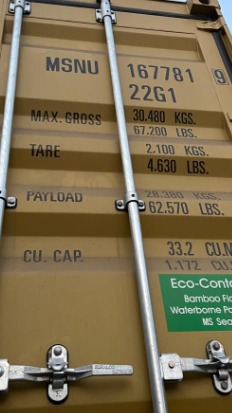 MSNU 167781 9
22G1
MAX. GROSS 30.480 KGS.
67.200 LBS.
TARE 2.100 KGS.
4.630 LBS.
PAYLOAD 28.380 KGS.
62.570 LBS.
CU. CAP. 33.2 CU.M
1.172 CU.
Eco-Conta
Bamboo Flo
Waterborne Pa
MS Sea